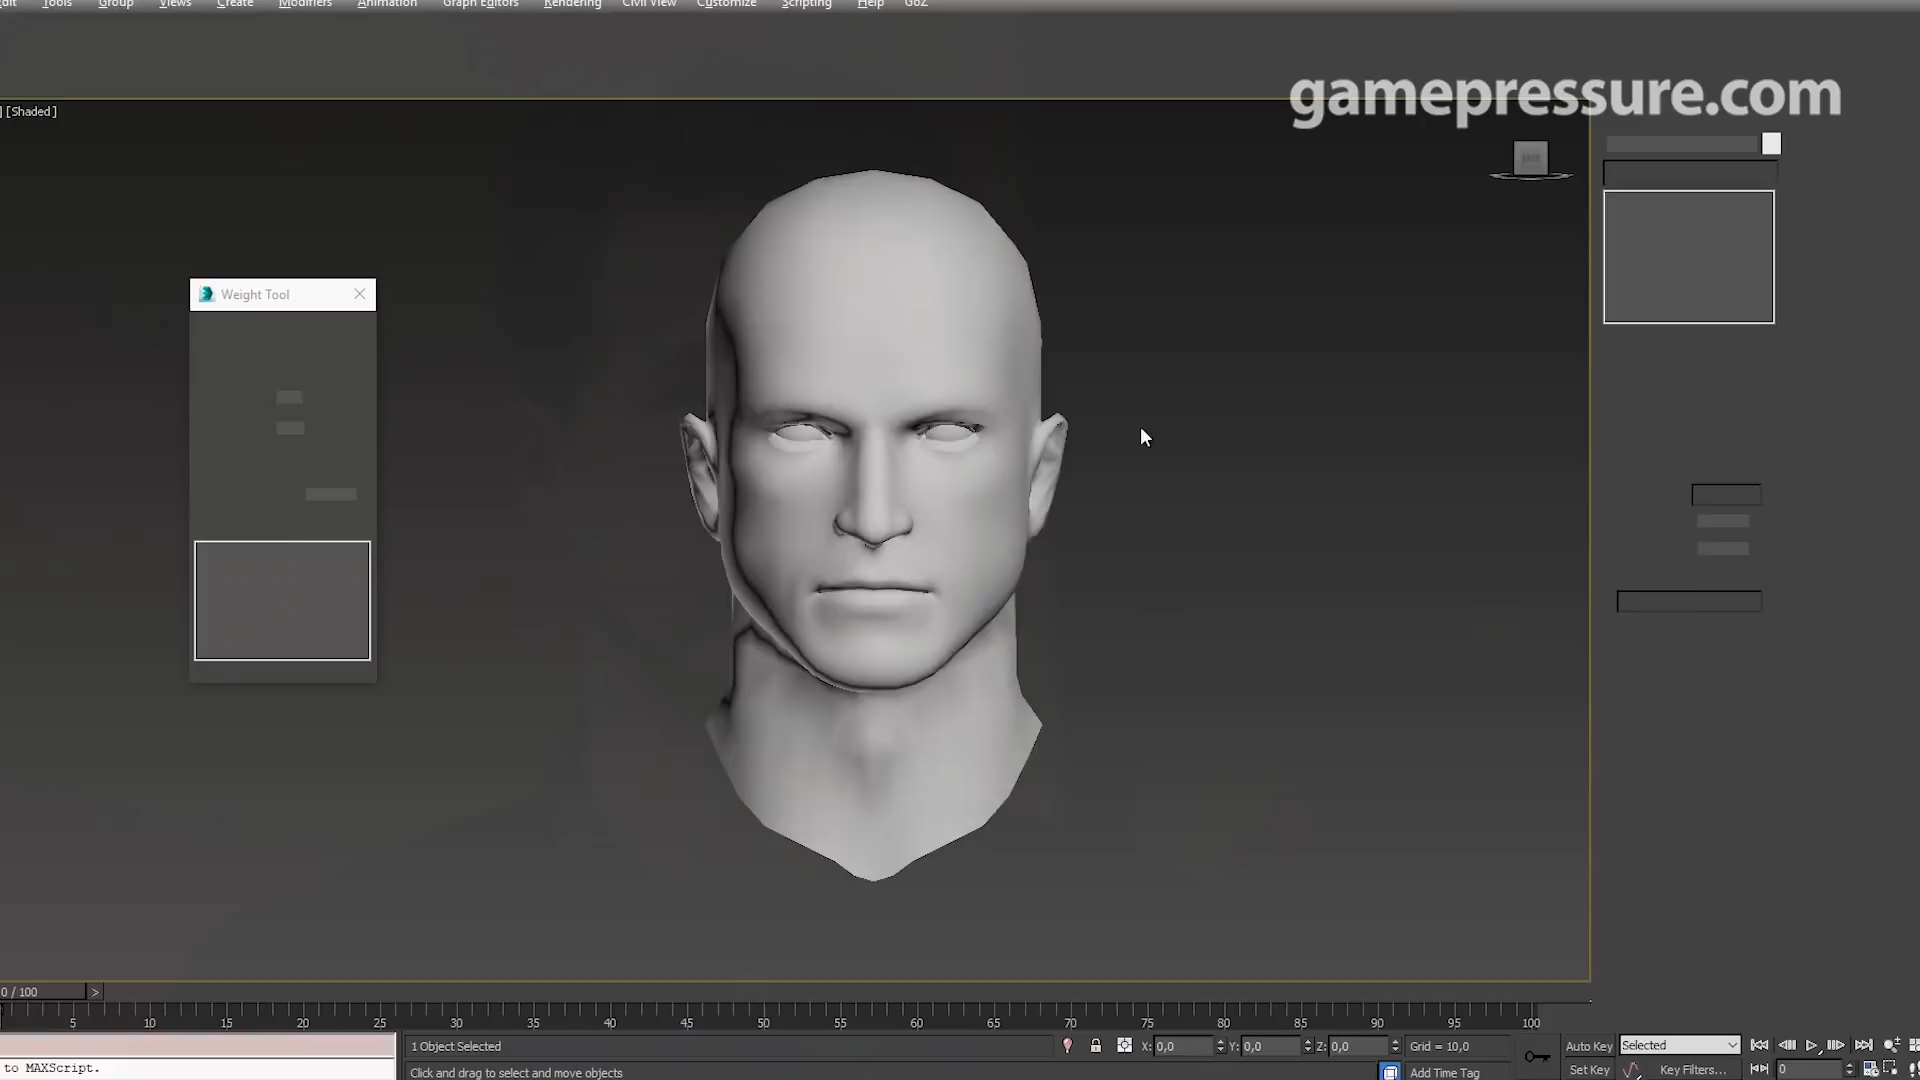 Edit Tools Group Views Create Modifiers Animation Graph Editors Rendering Civil View Customize Scripting Help GoZ
gamepressure.com
] [Shaded]
Weight Tool
0 / 100 >
5 10 15 20 25 30 35 40 45 50 55 60 65 70 75 80 85 90 95 100
1 Object Selected X: 0,0 Y: 0,0 Z: 0,0 Grid = 10,0 Auto Key Selected
to MAXScript. Click and drag to select and move objects Add Time Tag Set Key Key Filters... 0